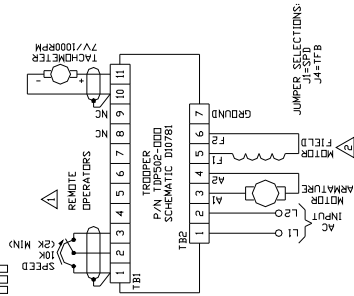 TACHOMETER
7V/1000RPM
-
+
11
10
9
8
7
6
5
4
3
2
1
NC
NC
1
REMOTE
OPERATORS
SPEED
10K
(2K MIN)
TB1
TROOPER
P/N TDP502-000
SCHEMATIC D10781
TB2
7
6
5
4
3
2
1
GROUND
F2
F1
A2
A1
L2
L1
MOTOR
FIELD
2
MOTOR
ARMATURE
AC
INPUT
JUMPER SELECTIONS:
J1=SPD
J4=TFB